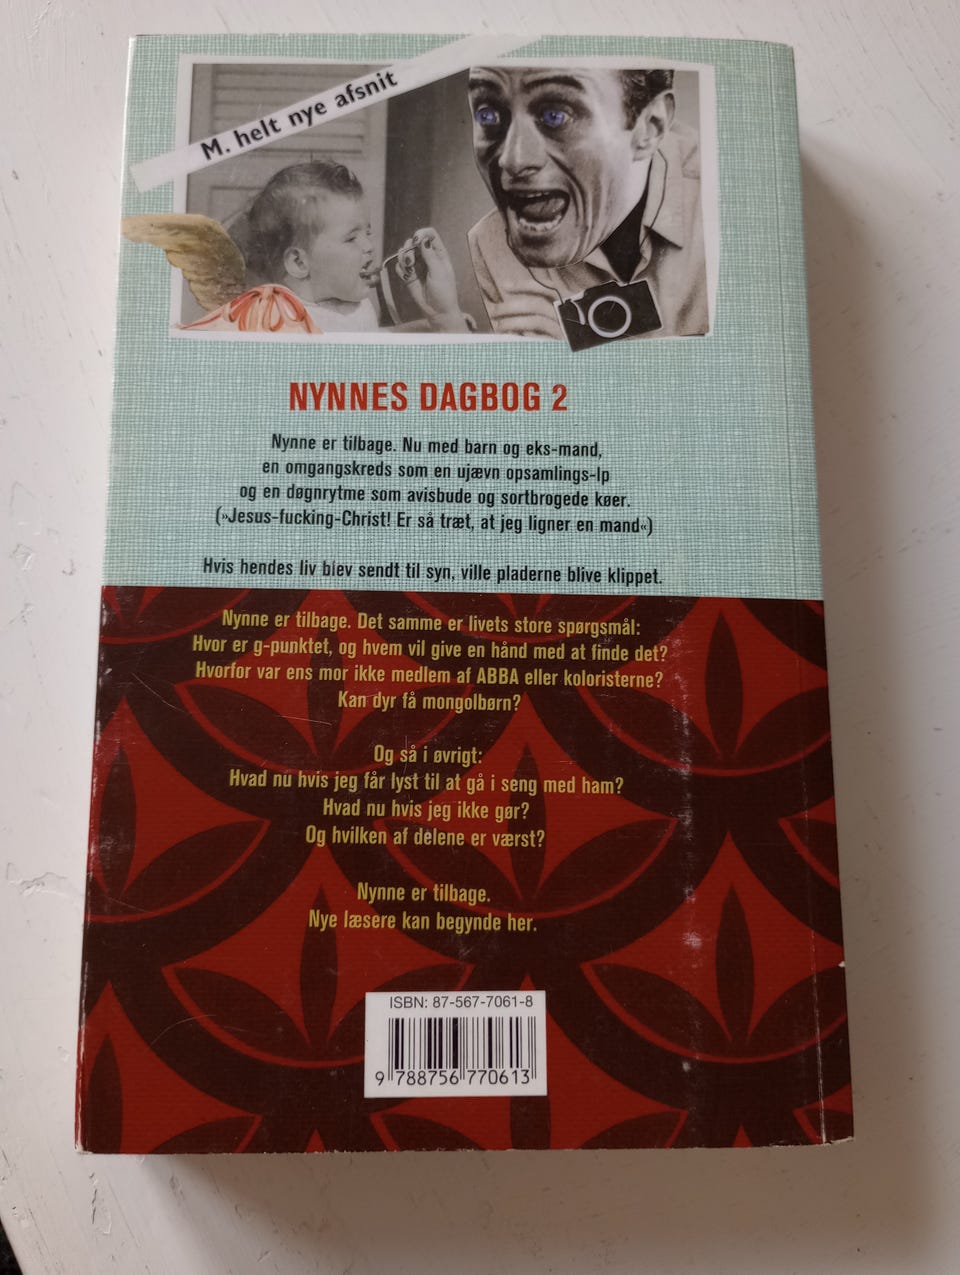 M. helt nye afsnit
NYNNES DAGBOG 2
Nynne er tilbage. Nu med barn og eks-mand,
en omgangskreds som en ujævn opsamlings-lp
og en døgnrytme som avisbude og sortbrogede køer.
(»Jesus-fucking-Christ! Er så træt, at jeg ligner en mand«)
Hvis hendes liv blev sendt til syn, ville pladerne blive klippet.
Nynne er tilbage. Det samme er livets store spørgsmål:
Hvor er g-punktet, og hvem vil give en hånd med at finde det?
Hvorfor var ens mor ikke medlem af ABBA eller koloristerne?
Kan dyr få mongolbørn?
Og så i øvrigt:
Hvad nu hvis jeg får lyst til at gå i seng med ham?
Hvad nu hvis jeg ikke gør?
Og hvilken af delene er værst?
Nynne er tilbage.
Nye læsere kan begynde her.
ISBN: 87-567-7061-8
9 788756 770613